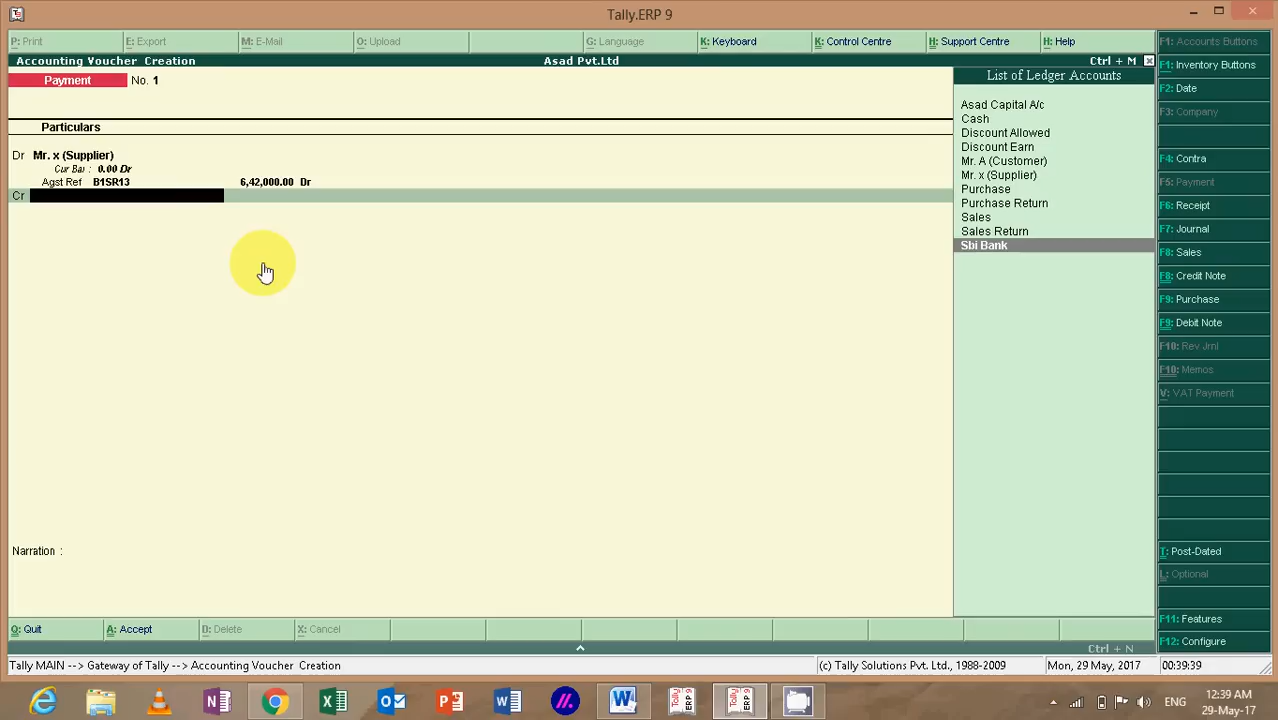 Tally.ERP 9
P: Print
E: Export
M: E-Mail
O: Upload
G: Language
K: Keyboard
K: Control Centre
H: Support Centre
H: Help
Accounting Voucher Creation
Asad Pvt.Ltd
Ctrl + M
Payment
No. 1
Particulars
Dr Mr. x (Supplier)
Cur Bal : 0.00 Dr
Agst Ref B1SR13 6,42,000.00 Dr
Cr
Narration :
List of Ledger Accounts
Asad Capital A/c
Cash
Discount Allowed
Discount Earn
Mr. A (Customer)
Mr. x (Supplier)
Purchase
Purchase Return
Sales
Sales Return
Sbi Bank
F1: Accounts Buttons
F1: Inventory Buttons
F2: Date
F3: Company
F4: Contra
F5: Payment
F6: Receipt
F7: Journal
F8: Sales
F8: Credit Note
F9: Purchase
F9: Debit Note
F10: Rev Jrnl
F10: Memos
V: VAT Payment
T: Post-Dated
L: Optional
F11: Features
F12: Configure
Q: Quit
A: Accept
D: Delete
X: Cancel
Ctrl + N
Tally MAIN --> Gateway of Tally --> Accounting Voucher Creation
(c) Tally Solutions Pvt. Ltd., 1988-2009
Mon, 29 May, 2017
00:39:39
ENG
12:39 AM
29-May-17